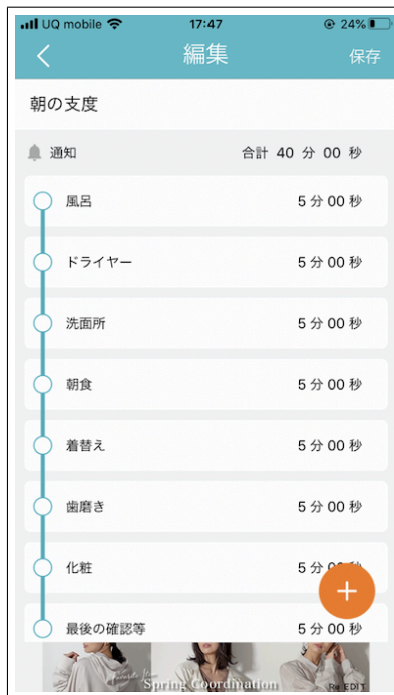 UQ mobile 17:47 24%
編集 保存
朝の支度
通知 合計 40 分 00 秒
風呂 5 分 00 秒
ドライヤー 5 分 00 秒
洗面所 5 分 00 秒
朝食 5 分 00 秒
着替え 5 分 00 秒
歯磨き 5 分 00 秒
化粧 5 分
最後の確認等 5 分 00 秒
Spring Coordination
Re:EDIT